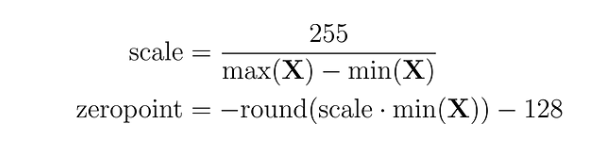 scale = 255 / (max(X) − min(X))
zeropoint = −round(scale · min(X)) − 128